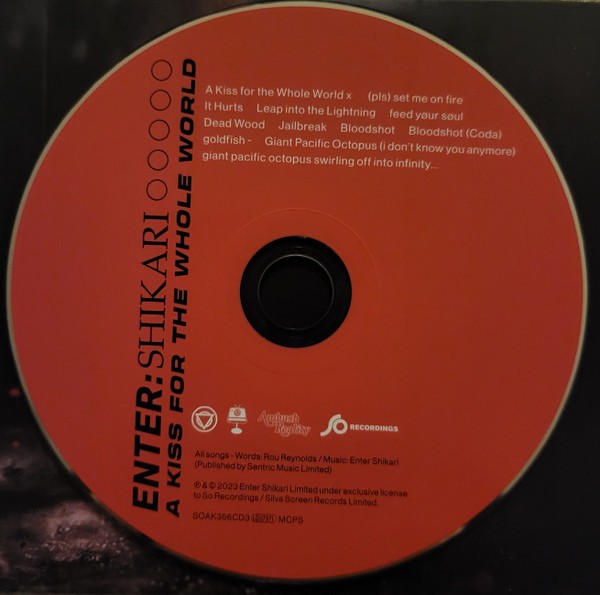 A Kiss for the Whole World x (pls) set me on fire
It Hurts Leap into the Lightning feed yøur søul
Dead Wood Jailbreak Bloodshot Bloodshot (Coda)
goldfish ~ Giant Pacific Octopus (i don't know you anymore)
giant pacific octopus swirling off into infinity...
ENTER: SHIKARI
A KISS FOR THE WHOLE WORLD
Ambush Reality
SO RECORDINGS
All songs - Words: Rou Reynolds / Music: Enter Shikari
(Published by Sentric Music Limited)
℗ & © 2023 Enter Shikari Limited under exclusive license
to So Recordings / Silva Screen Records Limited.
SOAK356CD3 MCPS